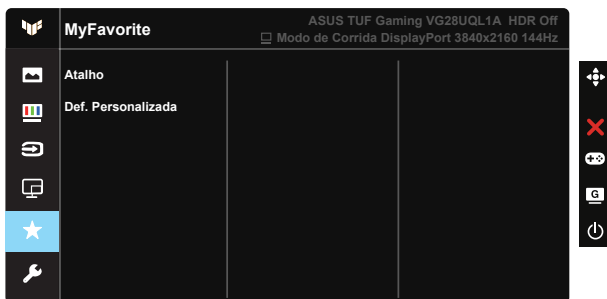 MyFavorite
ASUS TUF Gaming VG28UQL1A HDR Off
Modo de Corrida DisplayPort 3840x2160 144Hz
Atalho
Def. Personalizada
G